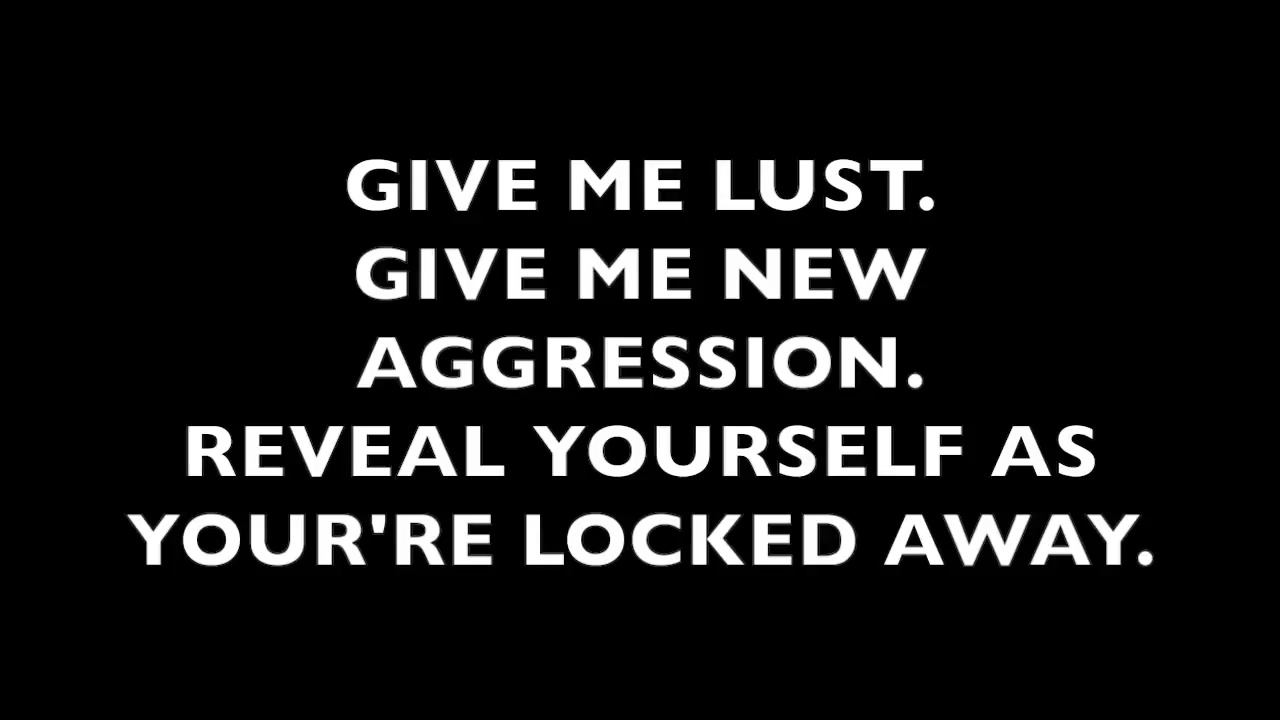 GIVE ME LUST.
GIVE ME NEW
AGGRESSION.
REVEAL YOURSELF AS
YOUR'RE LOCKED AWAY.